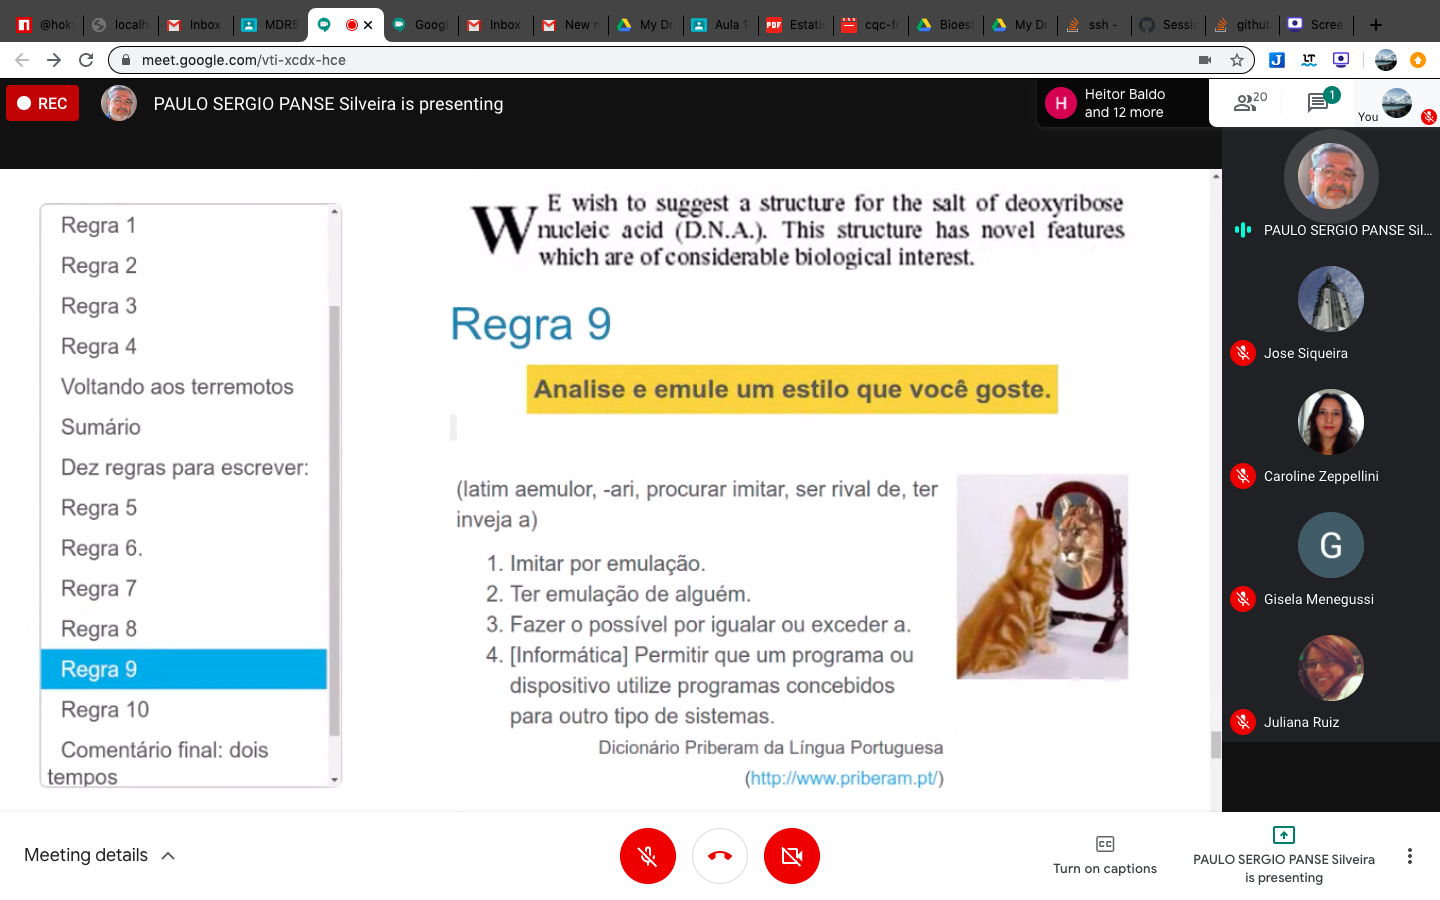 @hok
localh
Inbox
MDR5
Googl
Inbox
New m
My Dr
Aula 1
PDF
Estati
cqc-fo
Bioest
My Dr
ssh -
Sessio
github
Scree
meet.google.com/vti-xcdx-hce
J
LT
REC
PAULO SERGIO PANSE Silveira is presenting
H
Heitor Baldo
and 12 more
20
1
You
Regra 1
Regra 2
Regra 3
Regra 4
Voltando aos terremotos
Sumário
Dez regras para escrever:
Regra 5
Regra 6.
Regra 7
Regra 8
Regra 9
Regra 10
Comentário final: dois
tempos
WE wish to suggest a structure for the salt of deoxyribose
nucleic acid (D.N.A.). This structure has novel features
which are of considerable biological interest.
Regra 9
Analise e emule um estilo que você goste.
(latim aemulor, -ari, procurar imitar, ser rival de, ter
inveja a)
1. Imitar por emulação.
2. Ter emulação de alguém.
3. Fazer o possível por igualar ou exceder a.
4. [Informática] Permitir que um programa ou
dispositivo utilize programas concebidos
para outro tipo de sistemas.
Dicionário Priberam da Língua Portuguesa
(http://www.priberam.pt/)
PAULO SERGIO PANSE Sil...
Jose Siqueira
Caroline Zeppellini
G
Gisela Menegussi
Juliana Ruiz
Meeting details
CC
Turn on captions
PAULO SERGIO PANSE Silveira
is presenting